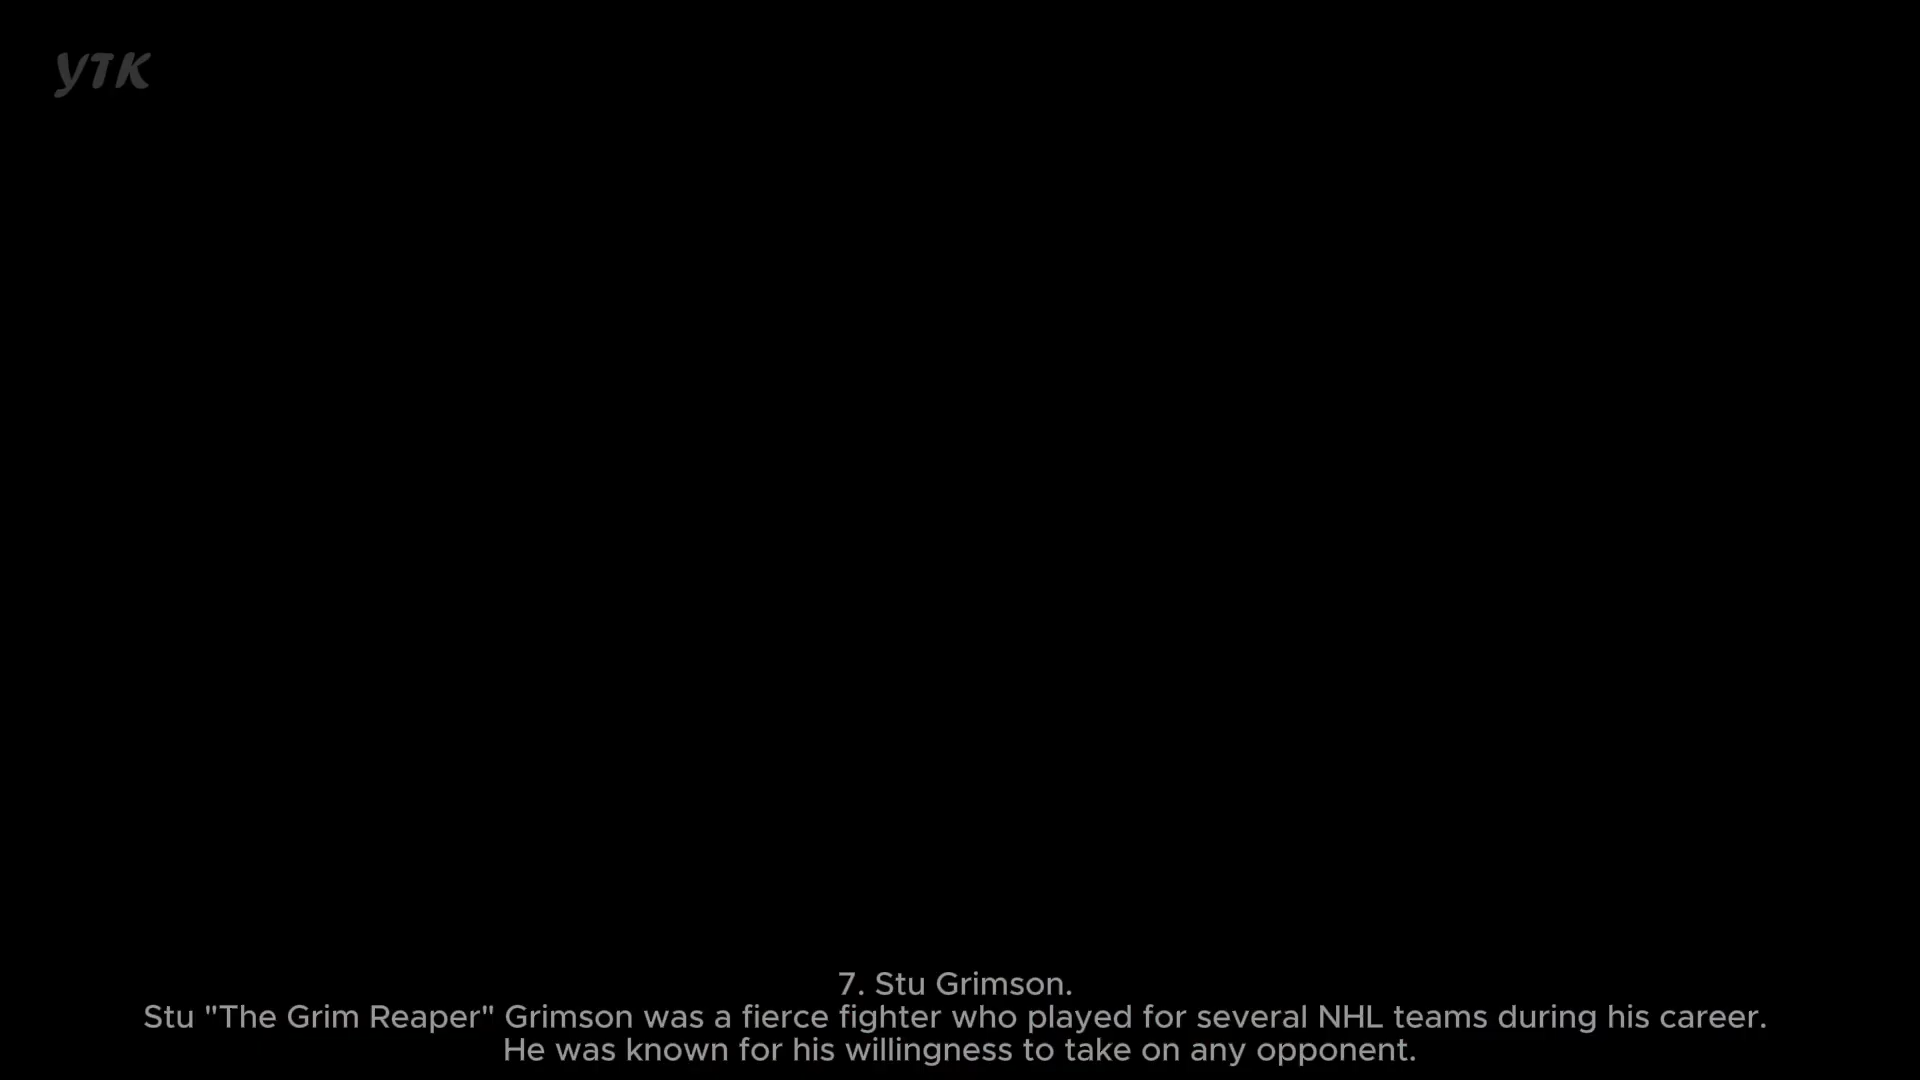 YTK
7. Stu Grimson.
Stu "The Grim Reaper" Grimson was a fierce fighter who played for several NHL teams during his career.
He was known for his willingness to take on any opponent.